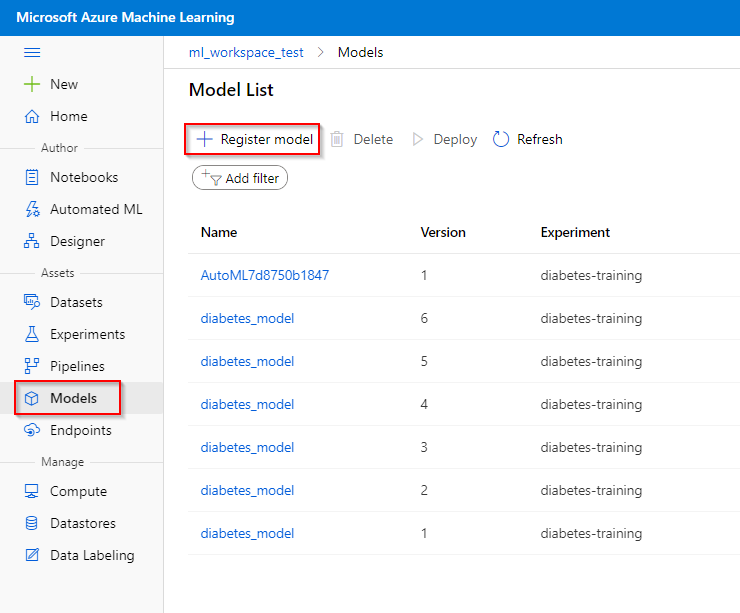 Microsoft Azure Machine Learning
ml_workspace_test > Models
New
Home
Author
Notebooks
Automated ML
Designer
Assets
Datasets
Experiments
Pipelines
Models
Endpoints
Manage
Compute
Datastores
Data Labeling
Model List
Register model Delete Deploy Refresh
Add filter
Name Version Experiment
AutoML7d8750b1847 1 diabetes-training
diabetes_model 6 diabetes-training
diabetes_model 5 diabetes-training
diabetes_model 4 diabetes-training
diabetes_model 3 diabetes-training
diabetes_model 2 diabetes-training
diabetes_model 1 diabetes-training